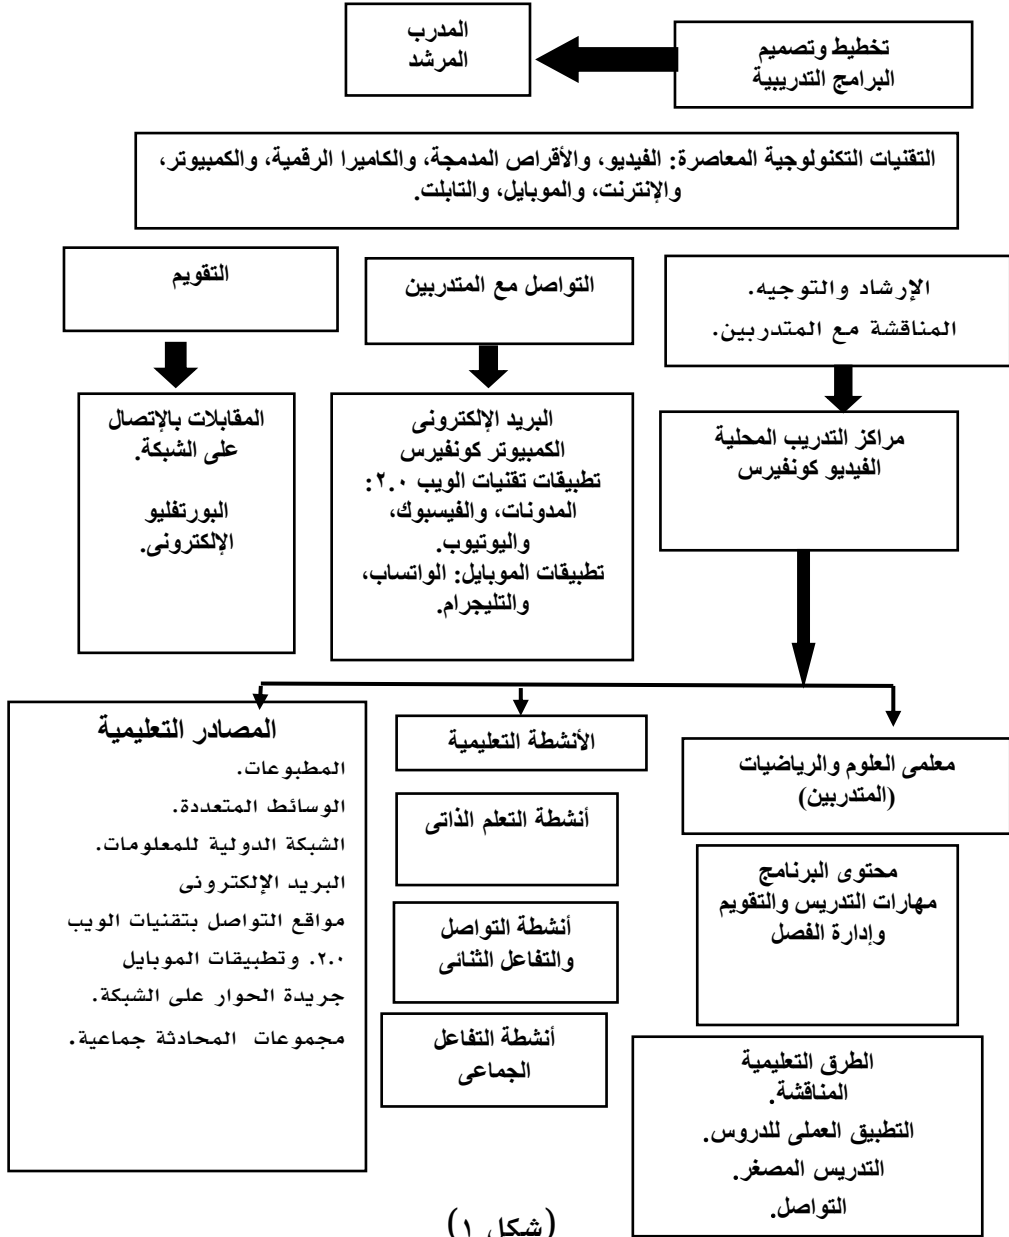 المدرب
المرشد
تخطيط وتصميم
البرامج التدريبية
التقنيات التكنولوجية المعاصرة: الفيديو، والأقراص المدمجة، والكاميرا الرقمية، والكمبيوتر،
والإنترنت، والموبايل، والتابلت.
الإرشاد والتوجيه.
المناقشة مع المتدربين.
التواصل مع المتدربين
التقويم
مراكز التدريب المحلية
الفيديو كونفيرس
البريد الإلكترونى
الكمبيوتر كونفيرس
تطبيقات تقنيات الويب ٢.٠:
المدونات، والفيسبوك،
واليوتيوب.
تطبيقات الموبايل: الواتساب،
والتليجرام.
المقابلات بالإتصال
على الشبكة.
البورتفليو
الإلكترونى.
معلمى العلوم والرياضيات
(المتدربين)
محتوى البرنامج
مهارات التدريس والتقويم
وإدارة الفصل
الطرق التعليمية
المناقشة.
التطبيق العملى للدروس.
التدريس المصغر.
التواصل.
الأنشطة التعليمية
أنشطة التعلم الذاتى
أنشطة التواصل
والتفاعل الثنائى
أنشطة التفاعل
الجماعى
المصادر التعليمية
المطبوعات.
الوسائط المتعددة.
الشبكة الدولية للمعلومات.
البريد الإلكترونى
مواقع التواصل بتقنيات الويب
٢.٠. وتطبيقات الموبايل
جريدة الحوار على الشبكة.
مجموعات المحادثة جماعية.
(شكل ١)